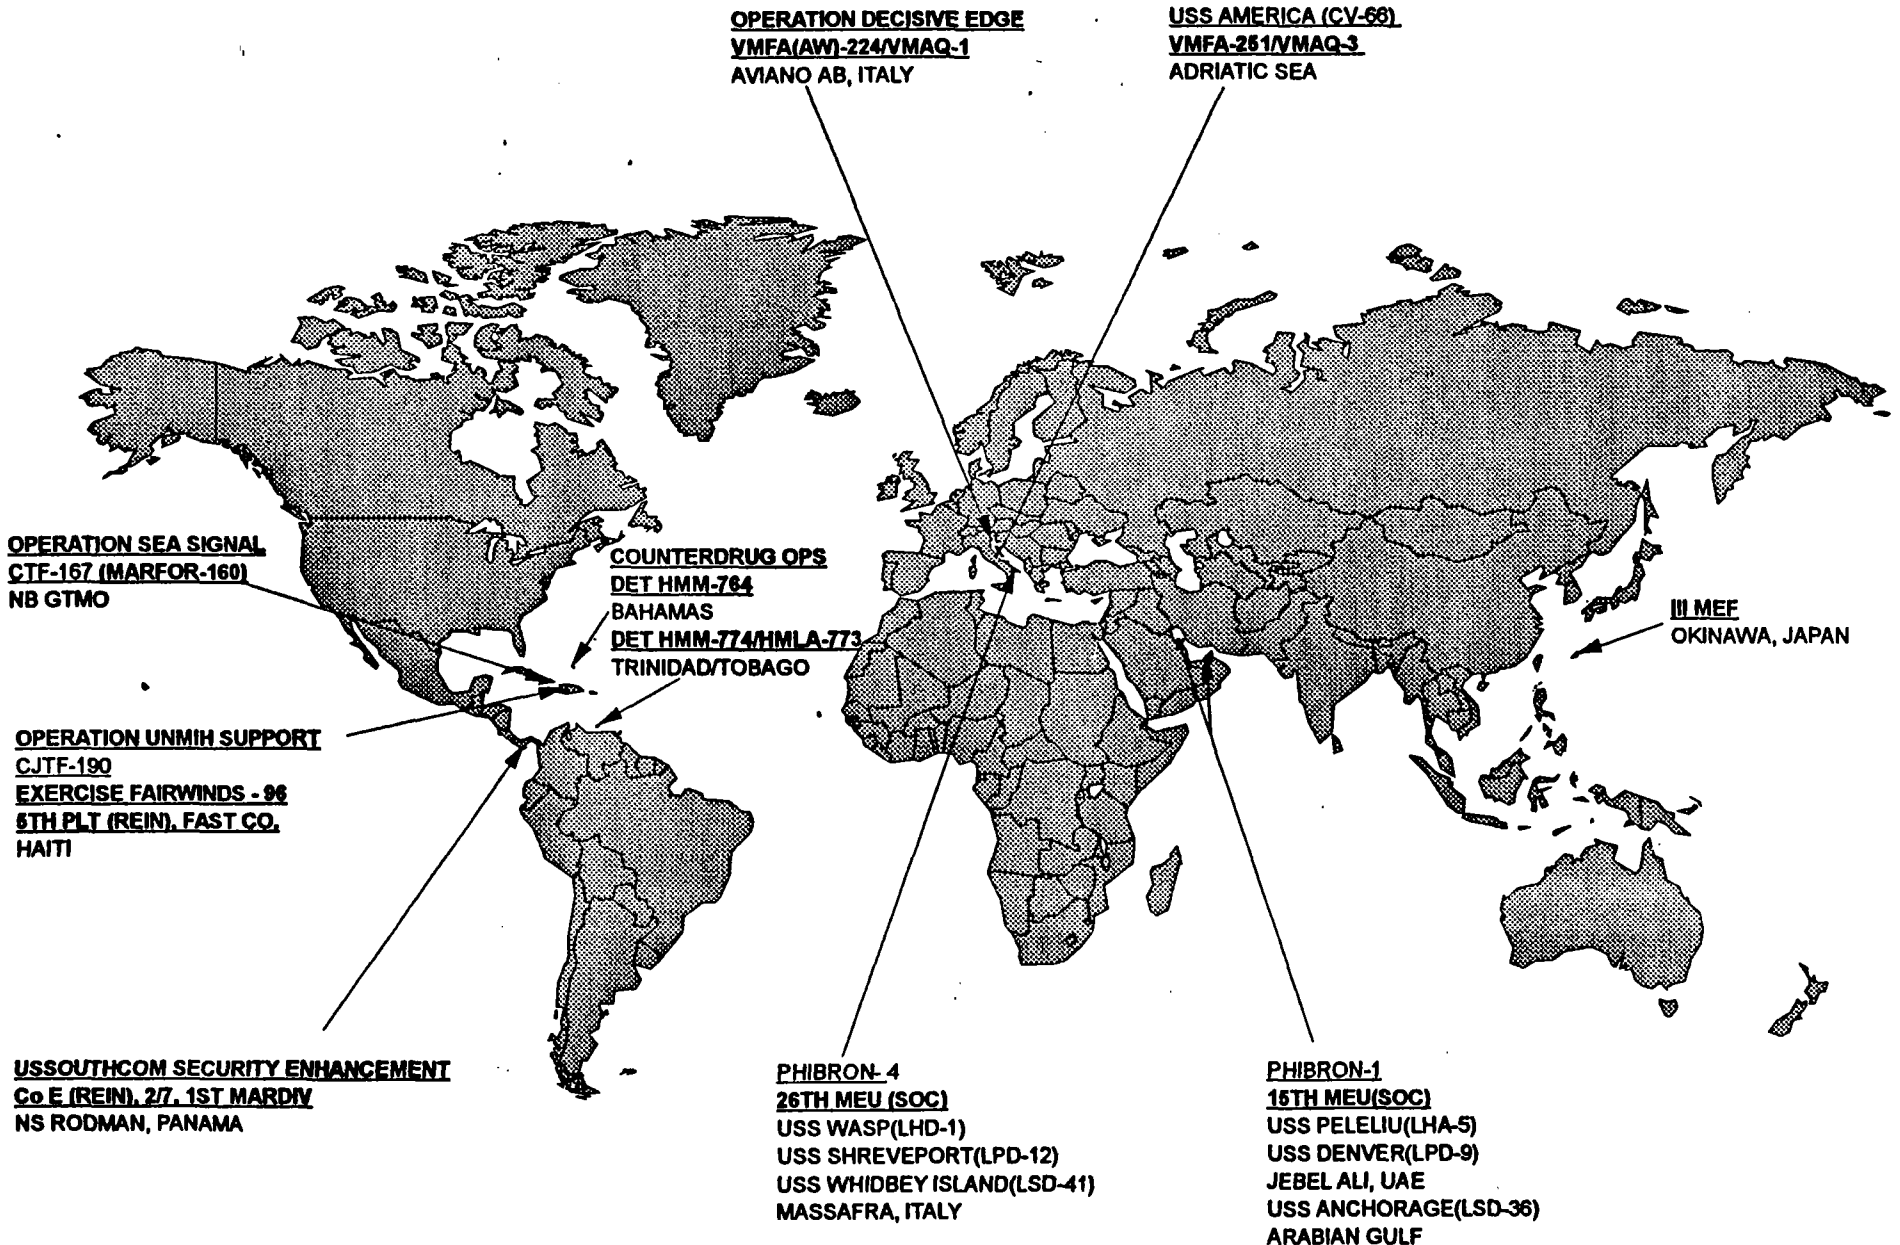 OPERATION DECISIVE EDGE
VMFA(AW)-224/VMAQ-1
AVIANO AB, ITALY
USS AMERICA (CV-66)
VMFA-251/VMAQ-3
ADRIATIC SEA
OPERATION SEA SIGNAL
CTF-167 (MARFOR-160)
NB GTMO
COUNTERDRUG OPS
DET HMM-764
BAHAMAS
DET HMM-774/HMLA-773
TRINIDAD/TOBAGO
III MEF
OKINAWA, JAPAN
OPERATION UNMIH SUPPORT
CJTF-190
EXERCISE FAIRWINDS - 96
5TH PLT (REIN), FAST CO,
HAITI
USSOUTHCOM SECURITY ENHANCEMENT
Co E (REIN), 2/7, 1ST MARDIV
NS RODMAN, PANAMA
PHIBRON- 4
26TH MEU (SOC)
USS WASP(LHD-1)
USS SHREVEPORT(LPD-12)
USS WHIDBEY ISLAND(LSD-41)
MASSAFRA, ITALY
PHIBRON-1
15TH MEU(SOC)
USS PELELIU(LHA-5)
USS DENVER(LPD-9)
JEBEL ALI, UAE
USS ANCHORAGE(LSD-36)
ARABIAN GULF